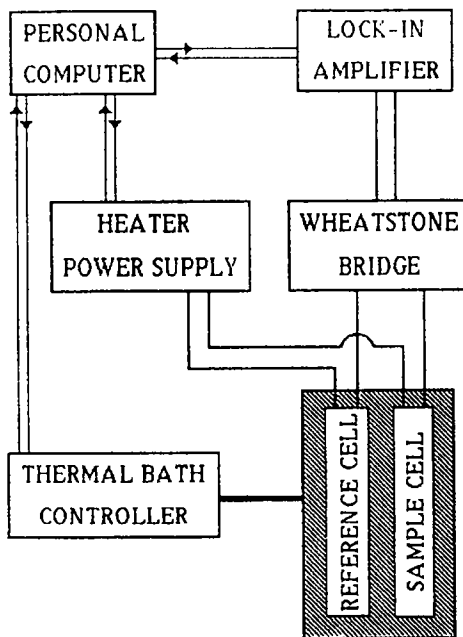 PERSONAL
COMPUTER
LOCK-IN
AMPLIFIER
HEATER
POWER SUPPLY
WHEATSTONE
BRIDGE
THERMAL BATH
CONTROLLER
REFERENCE CELL
SAMPLE CELL